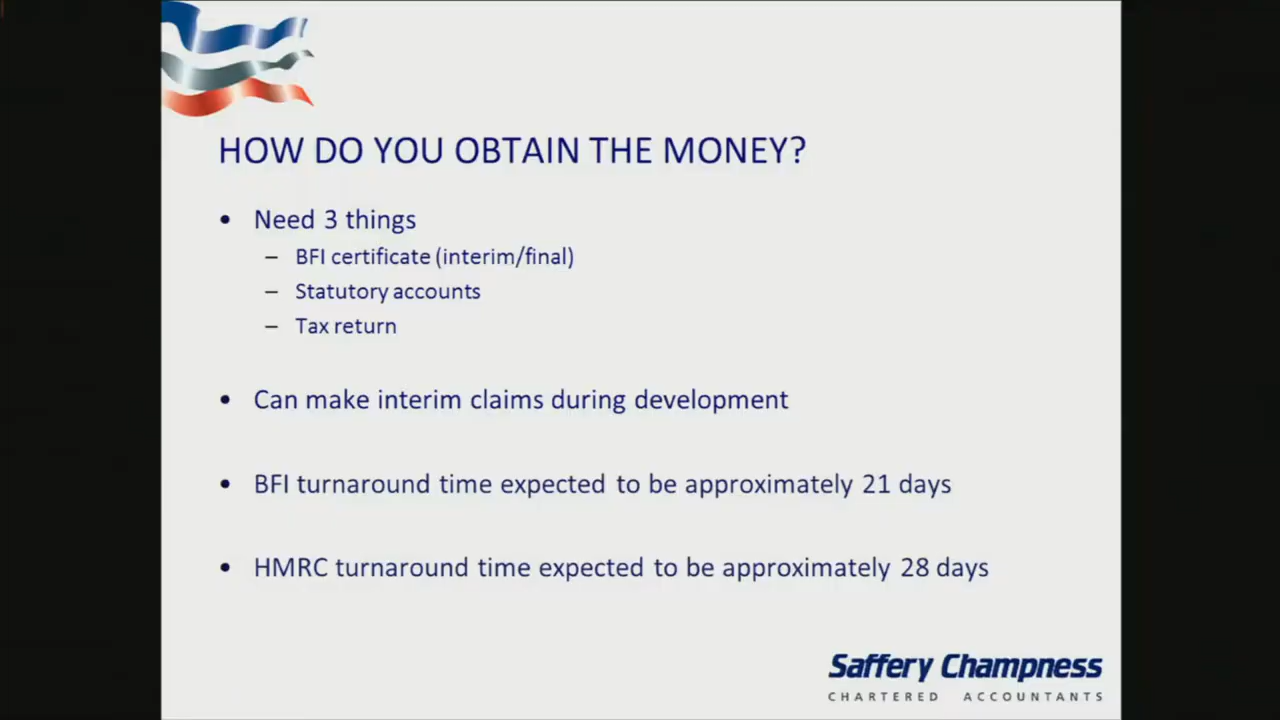 HOW DO YOU OBTAIN THE MONEY?
• Need 3 things
– BFI certificate (interim/final)
– Statutory accounts
– Tax return
• Can make interim claims during development
• BFI turnaround time expected to be approximately 21 days
• HMRC turnaround time expected to be approximately 28 days
Saffery Champness
CHARTERED ACCOUNTANTS